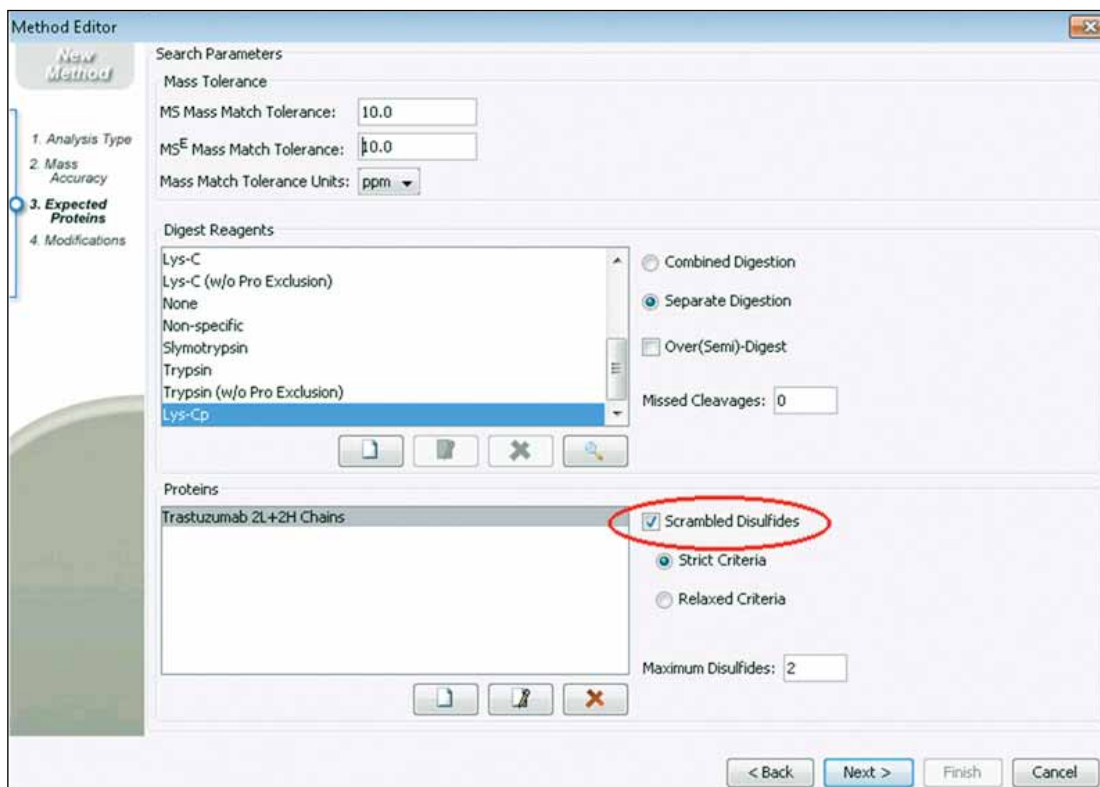 Method Editor
New
Method
1. Analysis Type
2. Mass
Accuracy
3. Expected
Proteins
4. Modifications
Search Parameters
Mass Tolerance
MS Mass Match Tolerance: 10.0
MSᴱ Mass Match Tolerance: 10.0
Mass Match Tolerance Units: ppm
Digest Reagents
Lys-C
Lys-C (w/o Pro Exclusion)
None
Non-specific
Slymotrypsin
Trypsin
Trypsin (w/o Pro Exclusion)
Lys-Cp
Combined Digestion
Separate Digestion
Over(Semi)-Digest
Missed Cleavages: 0
Proteins
Trastuzumab 2L+2H Chains
Scrambled Disulfides
Strict Criteria
Relaxed Criteria
Maximum Disulfides: 2
< Back Next > Finish Cancel